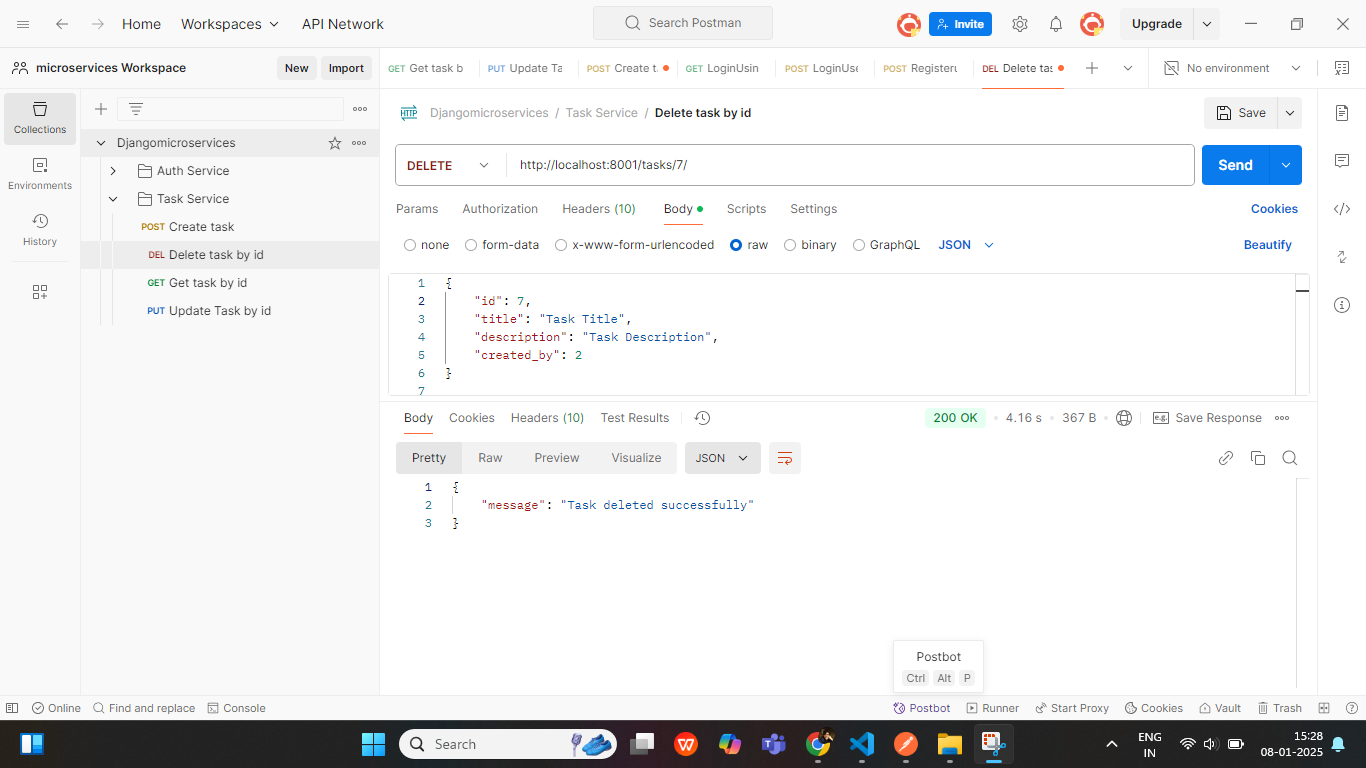 Home Workspaces API Network Search Postman Invite Upgrade
microservices Workspace New Import GET Get task b PUT Update Ta POST Create t. GET LoginUsin POST LoginUse POST Registeru DEL Delete tas No environment
Collections
Environments
History
Djangomicroservices
Auth Service
Task Service
POST Create task
DEL Delete task by id
GET Get task by id
PUT Update Task by id
HTTP Djangomicroservices / Task Service / Delete task by id Save
DELETE http://localhost:8001/tasks/7/ Send
Params Authorization Headers (10) Body Scripts Settings Cookies
none form-data x-www-form-urlencoded raw binary GraphQL JSON Beautify
1 {
2 "id": 7,
3 "title": "Task Title",
4 "description": "Task Description",
5 "created_by": 2
6 }
7
Body Cookies Headers (10) Test Results 200 OK 4.16 s 367 B e.g. Save Response
Pretty Raw Preview Visualize JSON
1 {
2 "message": "Task deleted successfully"
3 }
Postbot
Ctrl Alt P
Online Find and replace Console Postbot Runner Start Proxy Cookies Vault Trash
Search ENG 15:28
IN 08-01-2025